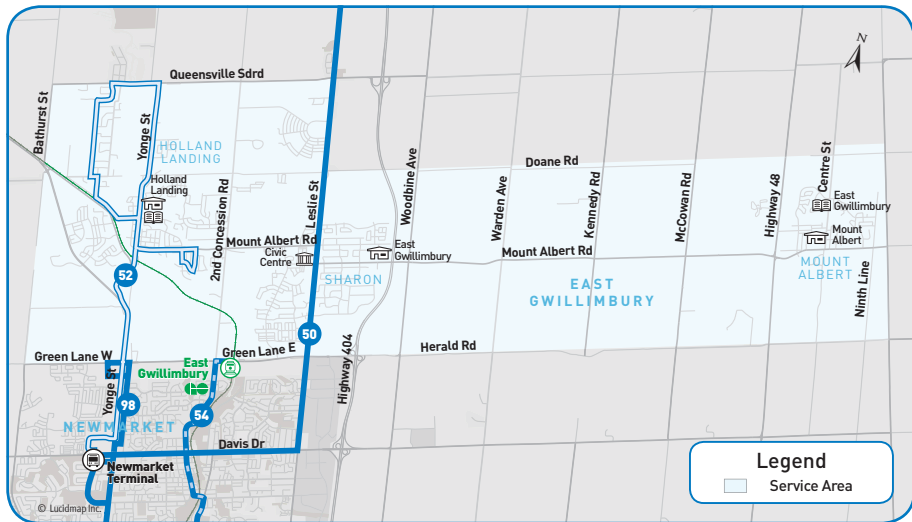 N
Queensville Sdrd
Bathurst St
Yonge St
HOLLAND
LANDING
Holland
Landing
2nd Concession Rd
Leslie St
Woodbine Ave
Doane Rd
Warden Ave
Kennedy Rd
McCowan Rd
Highway 48
Centre St
East
Gwillimbury
Mount
Albert
MOUNT
ALBERT
Ninth Line
Mount Albert Rd
Civic
Centre
SHARON
East
Gwillimbury
Mount Albert Rd
EAST
GWILLIMBURY
52
50
Green Lane W
East
Gwillimbury
Green Lane E
Highway 404
Herald Rd
Yonge St
98
54
NEWMARKET
Davis Dr
Newmarket
Terminal
© Lucidmap Inc.
Legend
Service Area